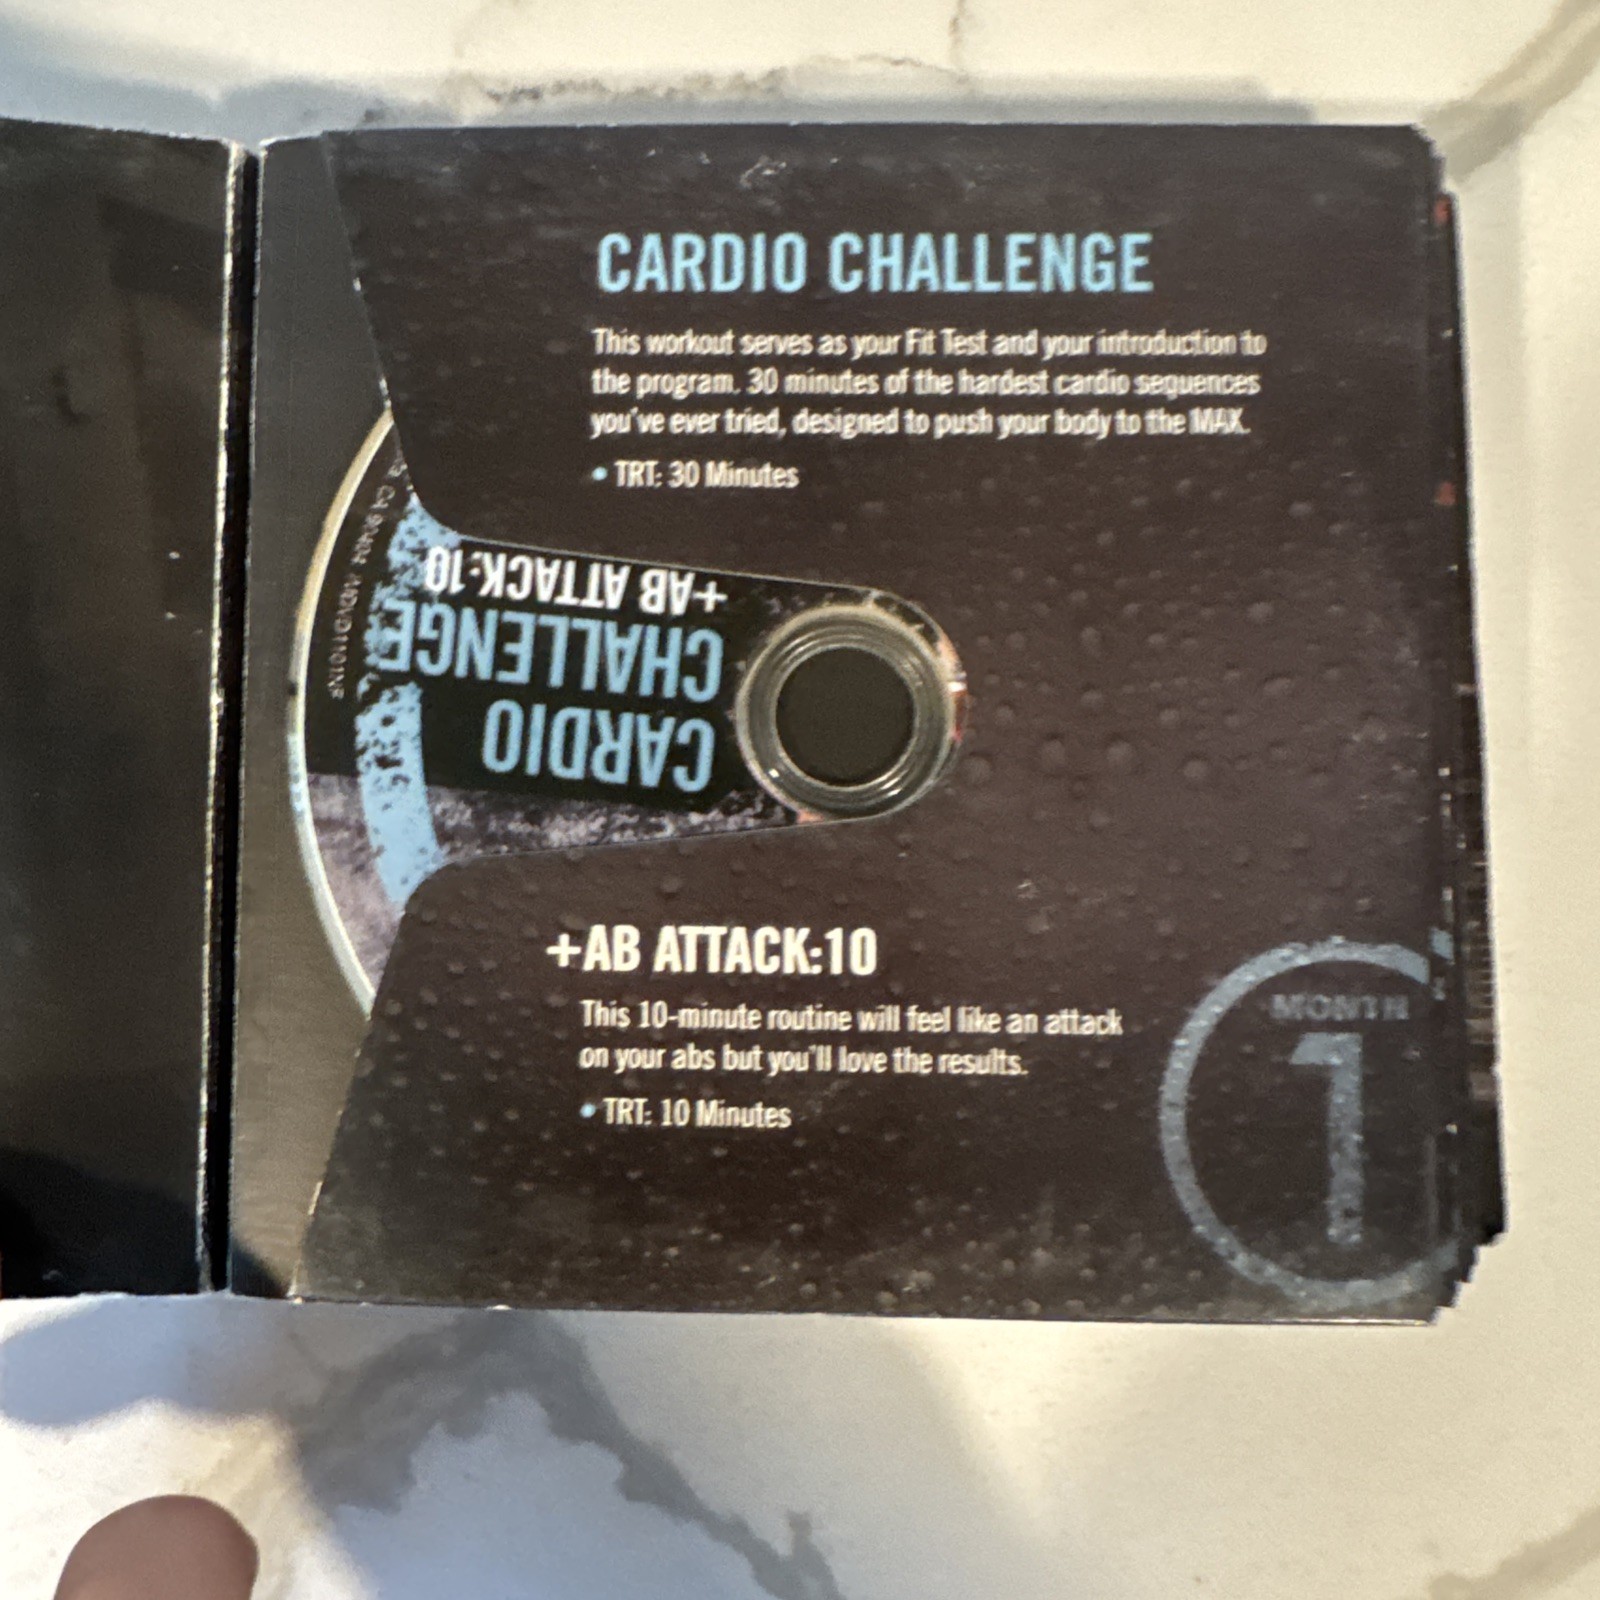 CARDIO CHALLENGE
This workout serves as your Fit Test and your introduction to
the program. 30 minutes of the hardest cardio sequences
you've ever tried, designed to push your body to the MAX.
• TRT: 30 Minutes
CARDIO
CHALLENGE
+AB ATTACK:10
+AB ATTACK:10
This 10-minute routine will feel like an attack
on your abs but you'll love the results.
• TRT: 10 Minutes
MONTH
1